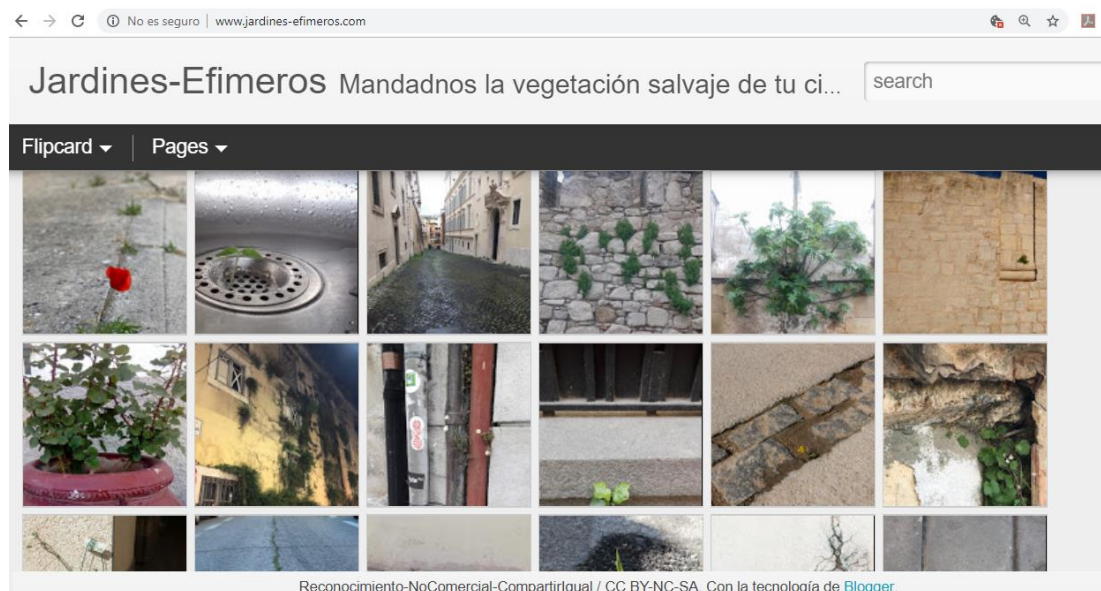 No es seguro | www.jardines-efimeros.com
Jardines-Efimeros Mandadnos la vegetación salvaje de tu ci... search
Flipcard Pages
Reconocimiento-NoComercial-CompartirIgual / CC BY-NC-SA. Con la tecnología de Blogger.